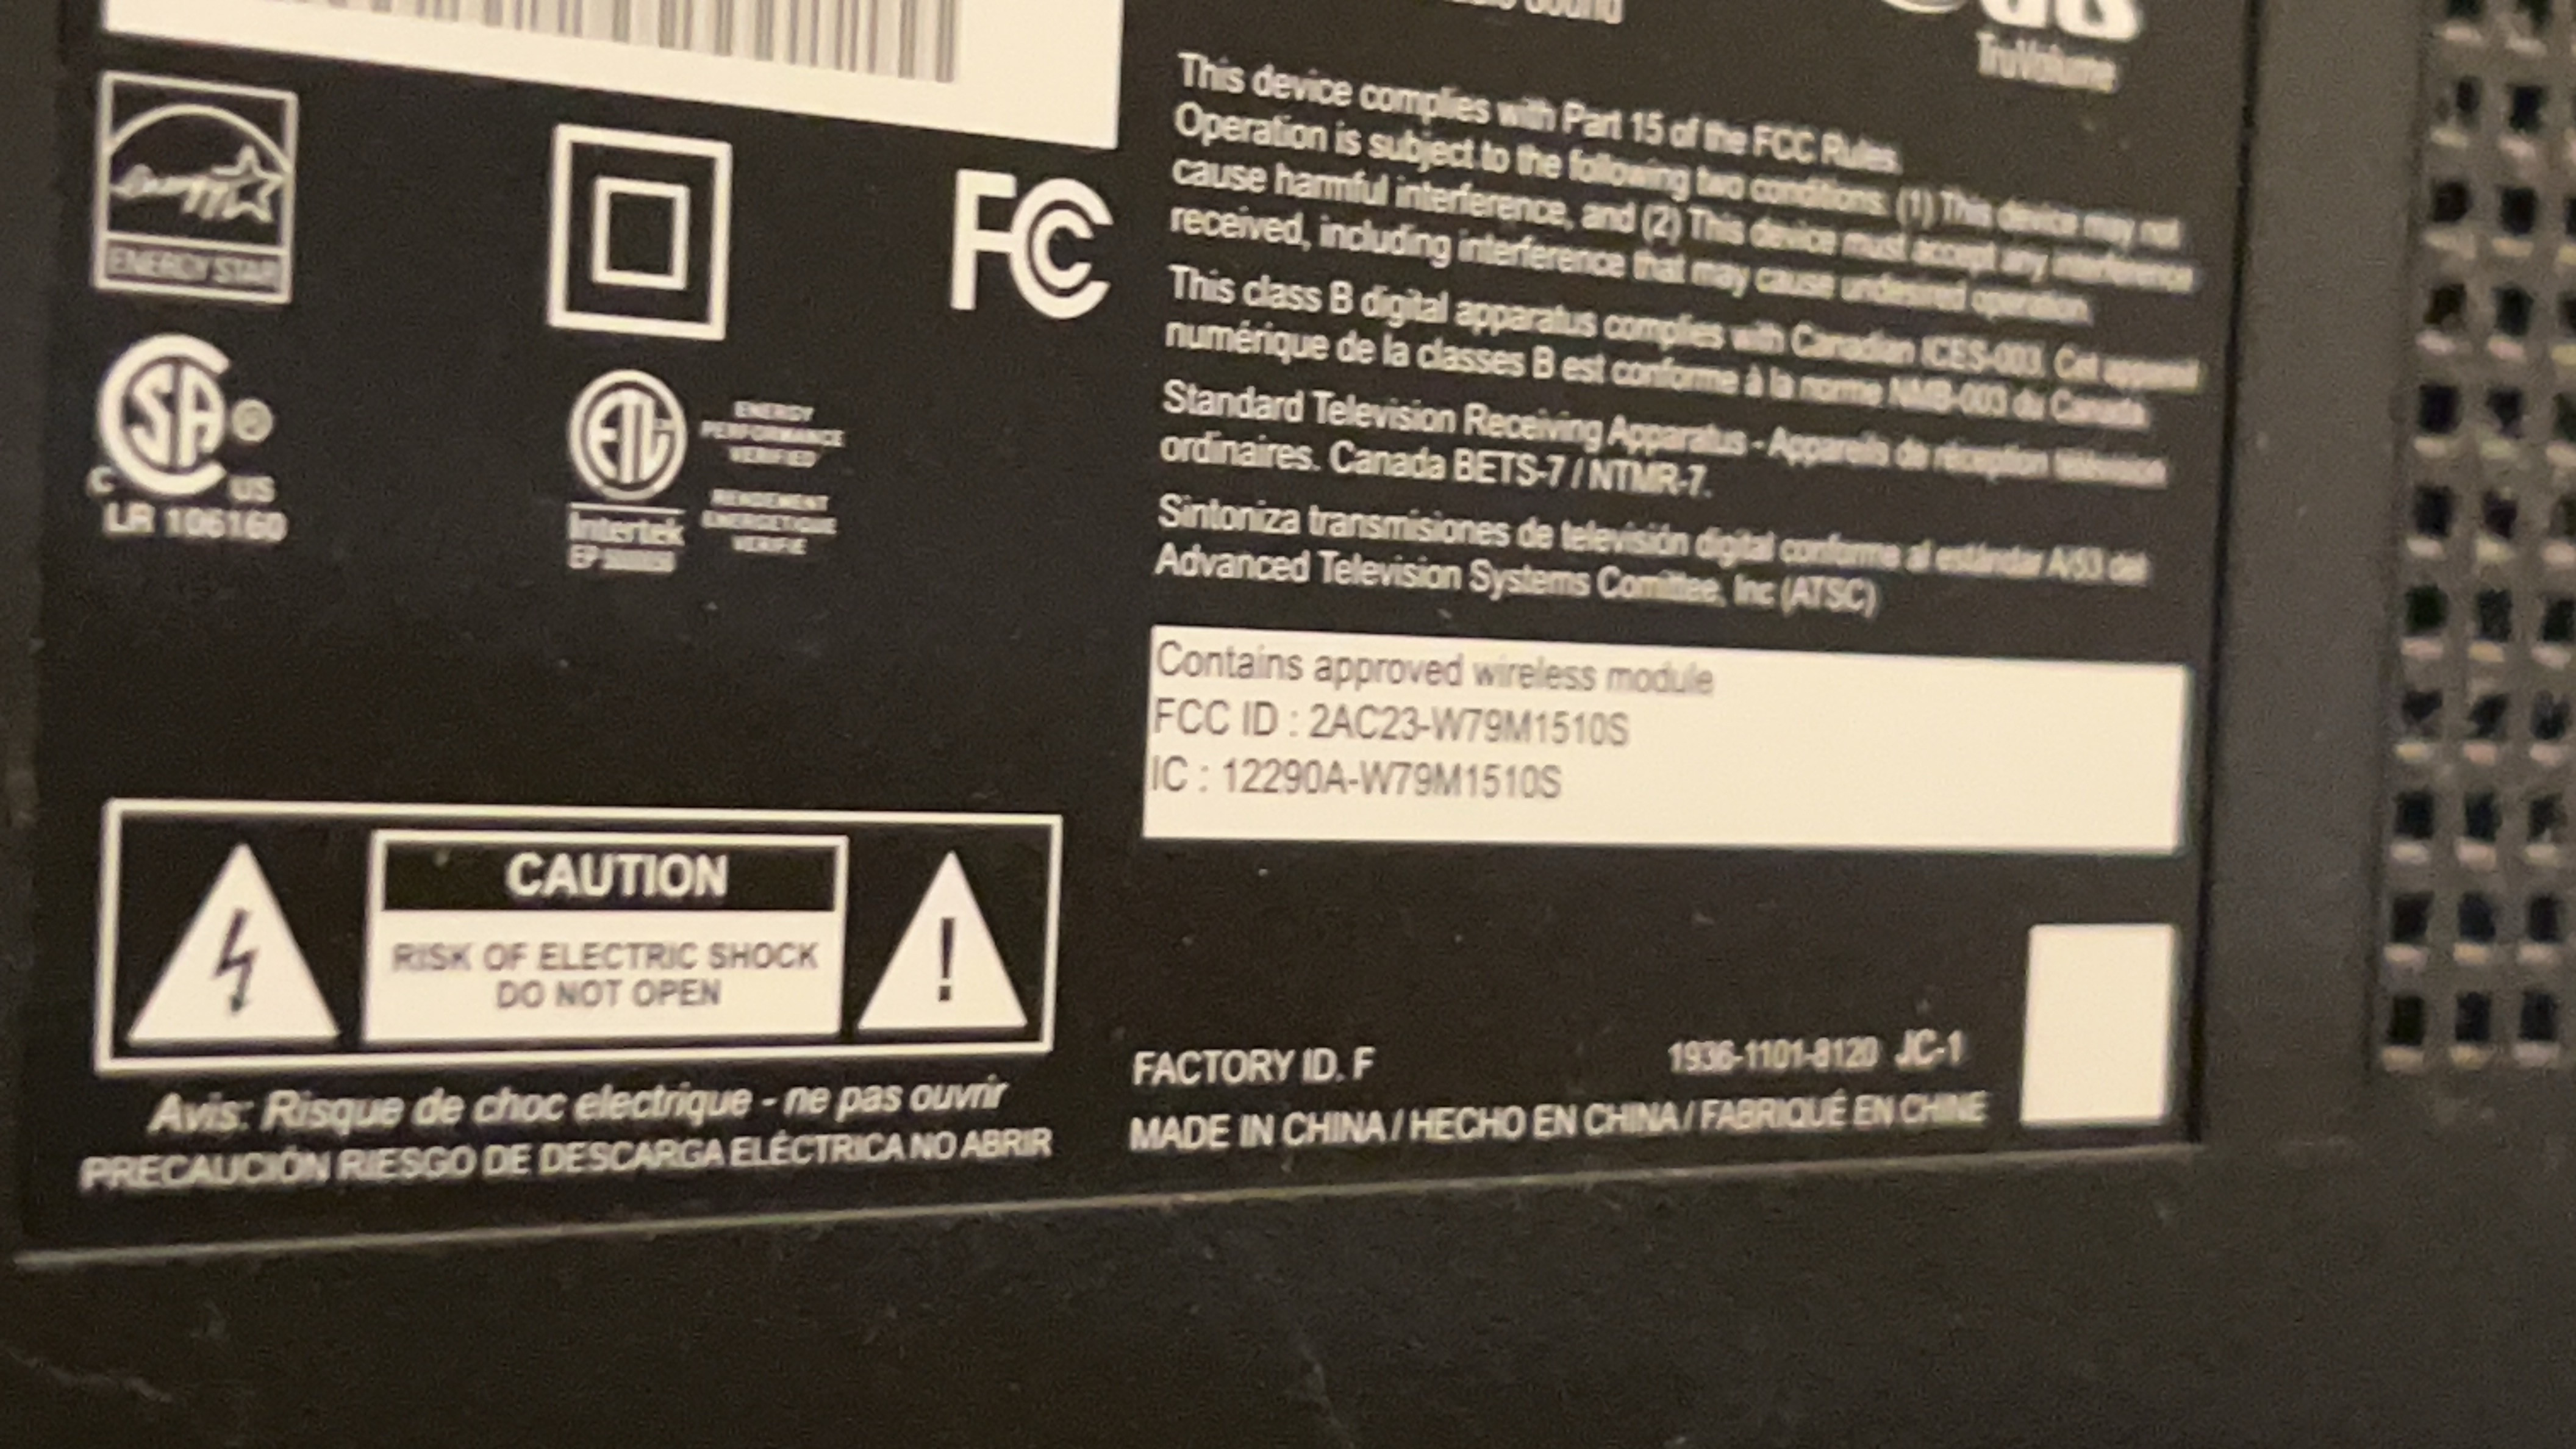 TruVolume
This device complies with Part 15 of the FCC Rules.
Operation is subject to the following two conditions: (1) This device may not
cause harmful interference, and (2) This device must accept any interference
received, including interference that may cause undesired operation.
This class B digital apparatus complies with Canadian ICES-003. Cet appareil
numérique de la classes B est conforme à la norme NMB-003 du Canada.
Standard Television Receiving Apparatus - Appareils de réception télévision
ordinaires. Canada BETS-7 / NTMR-7.
Sintoniza transmisiones de televisión digital conforme al estándar A/53 del
Advanced Television Systems Comittee, Inc (ATSC)
Contains approved wireless module
FCC ID : 2AC23-W79M1510S
IC : 12290A-W79M1510S
FACTORY ID. F
1936-1101-8120 JC-1
MADE IN CHINA / HECHO EN CHINA / FABRIQUÉ EN CHINE
energy
ENERGY STAR
FC
SA ®
C US
LR 106160
ETL
Intertek
EP
ENERGY
PERFORMANCE
VERIFIED
RENDEMENT
ENERGETIQUE
VERIFIE
CAUTION
RISK OF ELECTRIC SHOCK
DO NOT OPEN
!
Avis: Risque de choc electrique - ne pas ouvrir
PRECAUCIÓN RIESGO DE DESCARGA ELÉCTRICA NO ABRIR